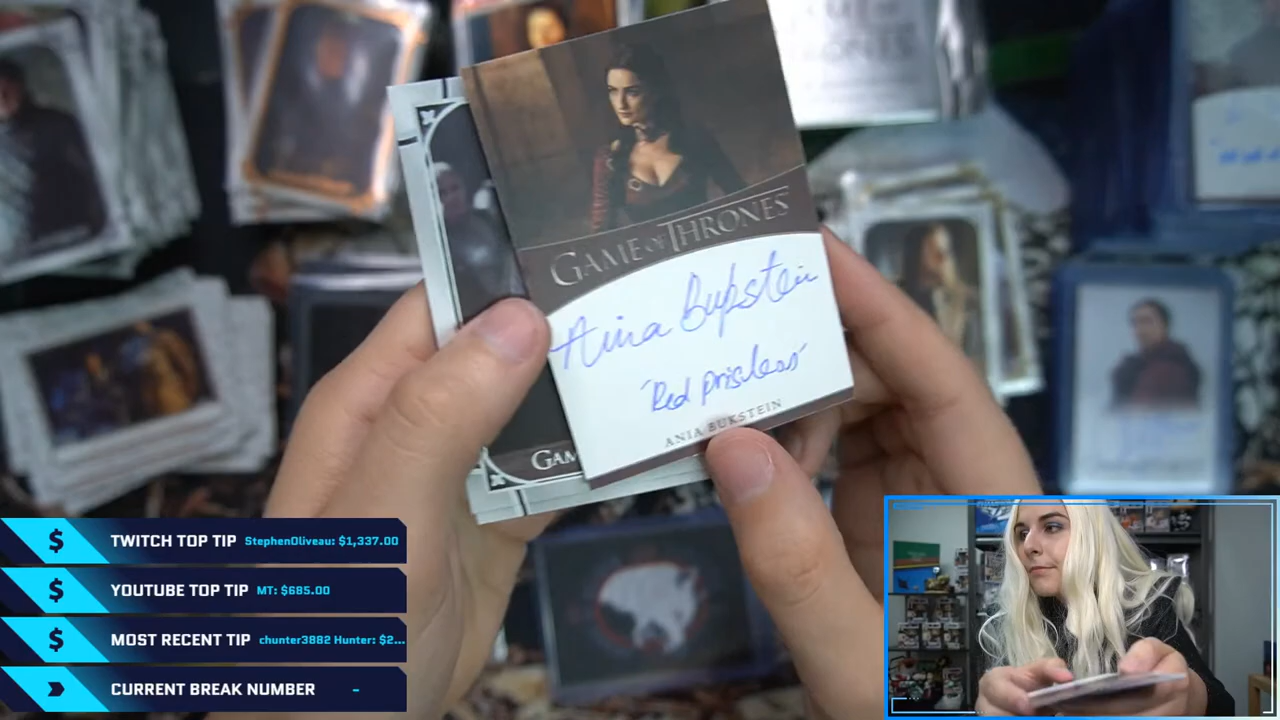 GAME OF THRONES
Ania Bukstein
'Red priestess'
ANIA BUKSTEIN
GAM
TWITCH TOP TIP StephenOliveau: $1,337.00
YOUTUBE TOP TIP MT: $685.00
MOST RECENT TIP chunter3882 Hunter: $2...
CURRENT BREAK NUMBER -